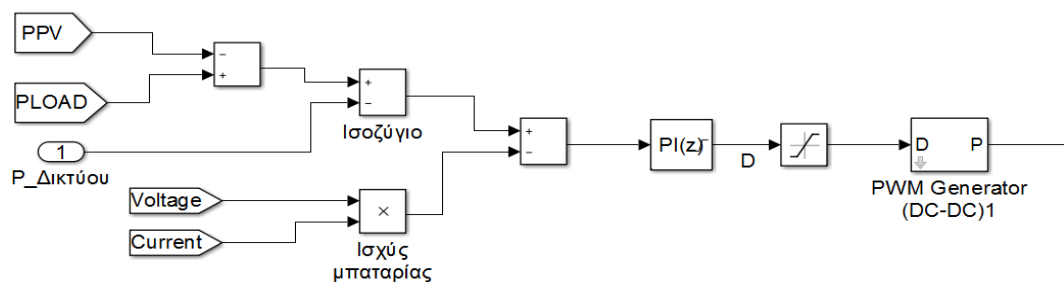 PPV
PLOAD
1
P_Δικτύου
Ισοζύγιο
Voltage
Current
Ισχύς
μπαταρίας
PI(z)
D
D
P
PWM Generator
(DC-DC)1